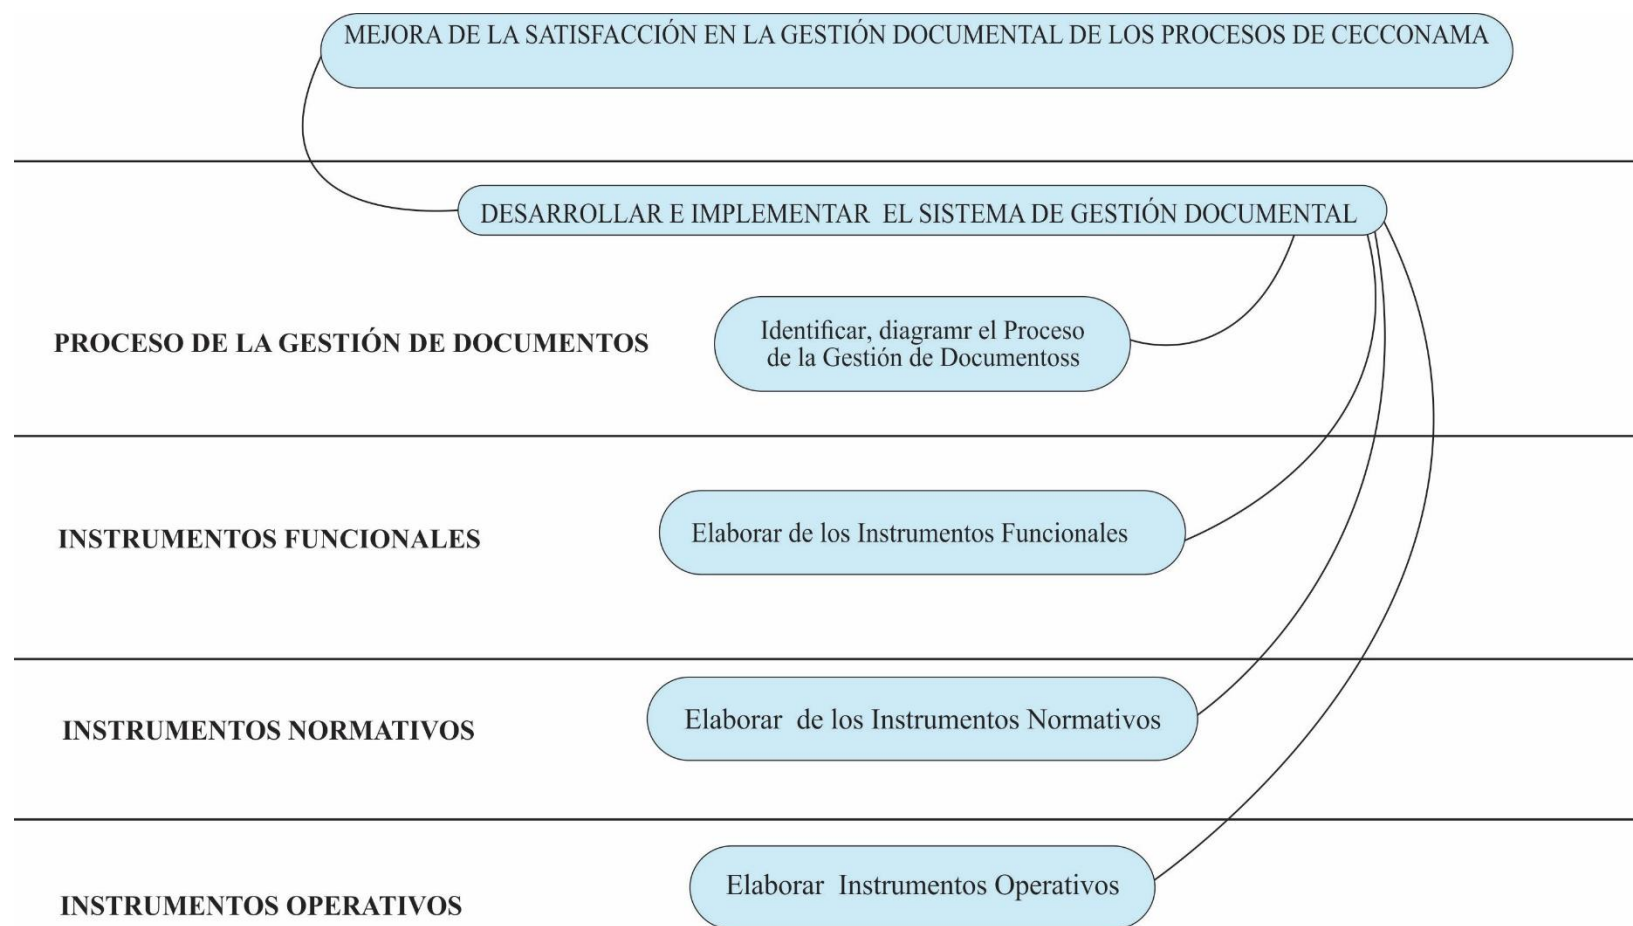 MEJORA DE LA SATISFACCIÓN EN LA GESTIÓN DOCUMENTAL DE LOS PROCESOS DE CECCONAMA
DESARROLLAR E IMPLEMENTAR EL SISTEMA DE GESTIÓN DOCUMENTAL
PROCESO DE LA GESTIÓN DE DOCUMENTOS
Identificar, diagramr el Proceso
de la Gestión de Documentoss
INSTRUMENTOS FUNCIONALES
Elaborar de los Instrumentos Funcionales
INSTRUMENTOS NORMATIVOS
Elaborar de los Instrumentos Normativos
INSTRUMENTOS OPERATIVOS
Elaborar Instrumentos Operativos